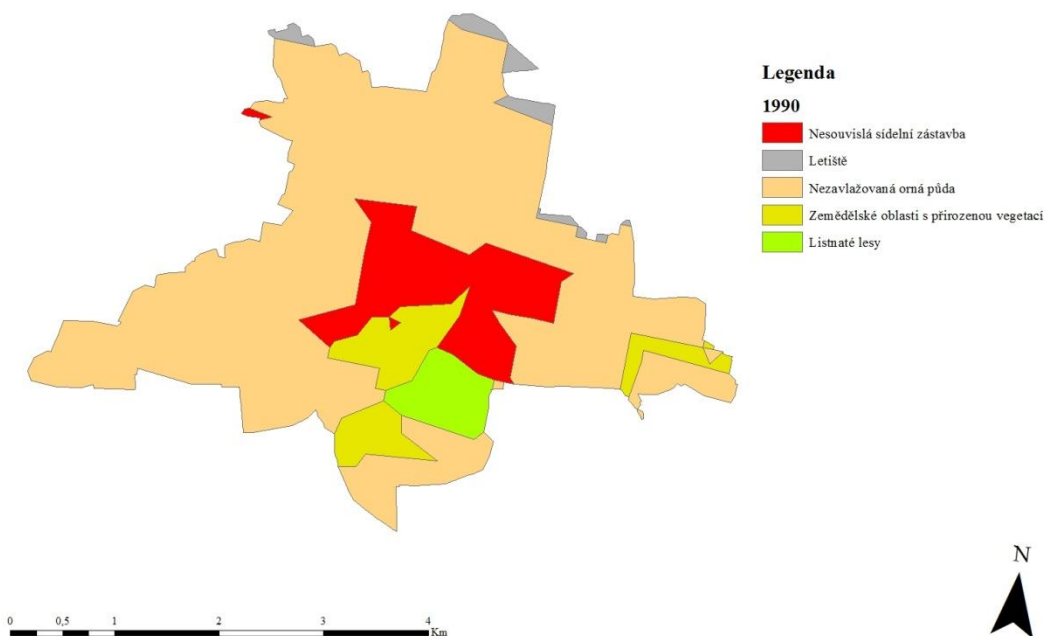 Legenda
1990
Nesouvislá sídelní zástavba
Letiště
Nezavlažovaná orná půda
Zemědělské oblasti s přirozenou vegetací
Listnaté lesy
N
0 0,5 1 2 3 4
Km